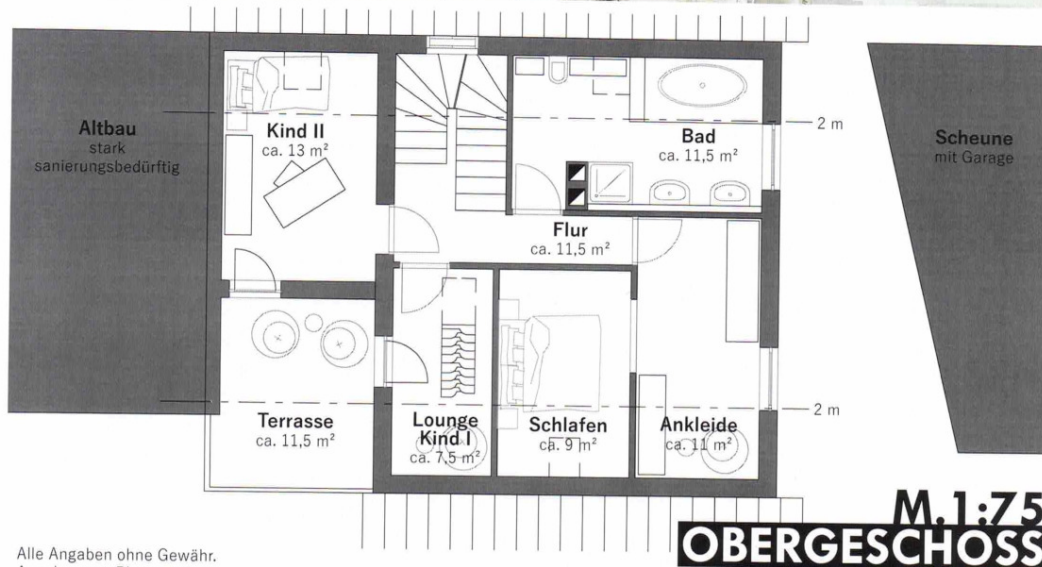 Altbau
stark
sanierungsbedürftig
Kind II
ca. 13 m²
Bad
ca. 11,5 m²
2 m
Scheune
mit Garage
Flur
ca. 11,5 m²
Terrasse
ca. 11,5 m²
Lounge
Kind I
ca. 7,5 m²
Schlafen
ca. 9 m²
Ankleide
ca. 11 m²
2 m
M.1:75
OBERGESCHOSS
Alle Angaben ohne Gewähr.